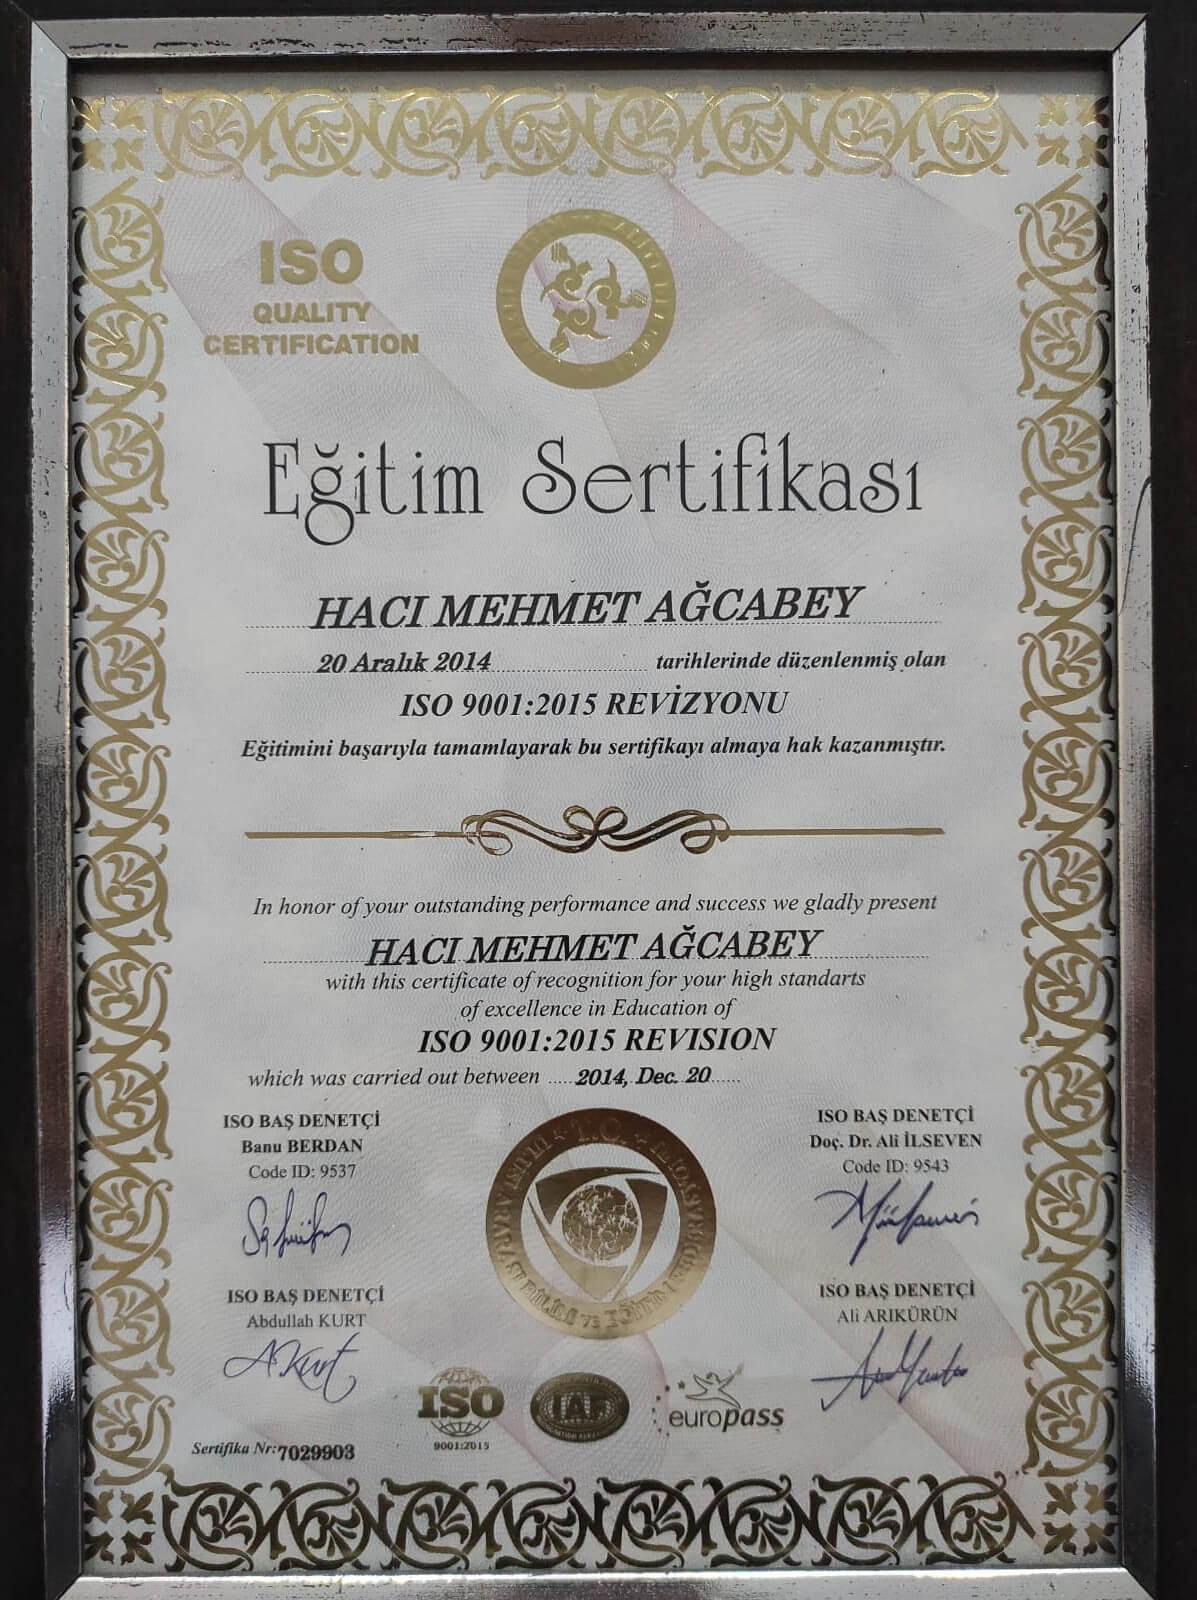 ISO
QUALITY
CERTIFICATION
Eğitim Sertifikası
HACI MEHMET AĞCABEY
20 Aralık 2014 tarihlerinde düzenlenmiş olan
ISO 9001:2015 REVİZYONU
Eğitimini başarıyla tamamlayarak bu sertifikayı almaya hak kazanmıştır.
In honor of your outstanding performance and success we gladly present
HACI MEHMET AĞCABEY
with this certificate of recognition for your high standarts
of excellence in Education of
ISO 9001:2015 REVISION
which was carried out between 2014, Dec. 20
ISO BAŞ DENETÇİ
Banu BERDAN
Code ID: 9537
ISO BAŞ DENETÇİ
Doç. Dr. Ali İLSEVEN
Code ID: 9543
T.C.
ISO BAŞ DENETÇİ
Abdullah KURT
A.Kurt
ISO BAŞ DENETÇİ
Ali ARIKÜRÜN
ISO
9001:2015
IAF
europass
Sertifika Nr:7029903